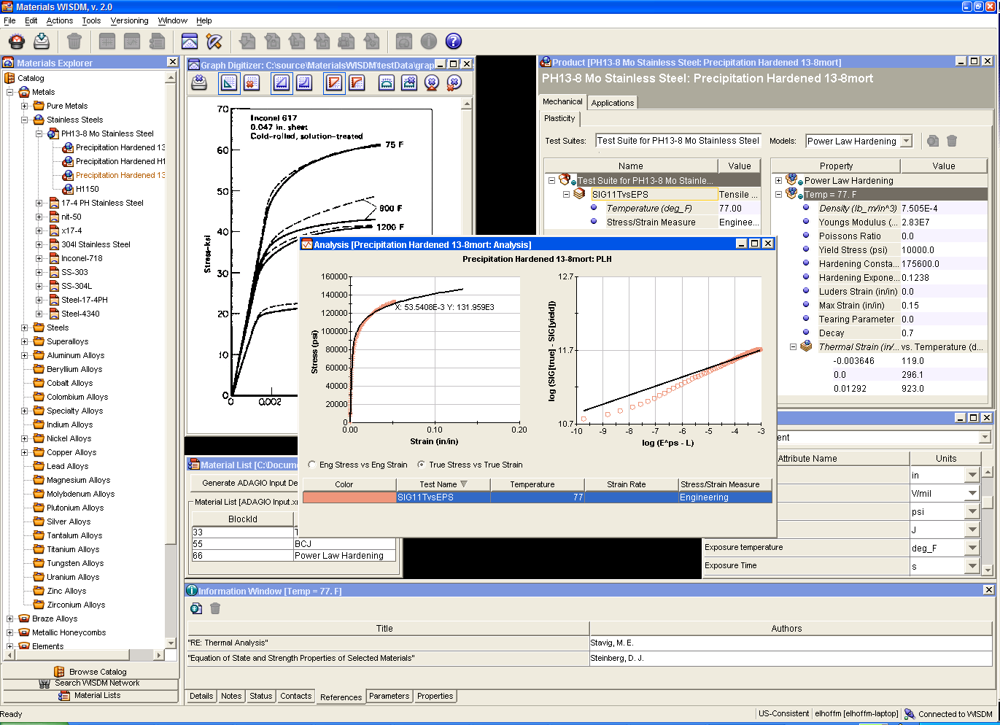 Materials WISDM, v. 2.0
File Edit Actions Tools Versioning Window Help
Materials Explorer
Catalog
Metals
Pure Metals
Stainless Steels
PH13-8 Mo Stainless Steel
Precipitation Hardened 13
Precipitation Hardened H1
Precipitation Hardened 13
H1150
17-4 PH Stainless Steel
nit-50
x17-4
304l Stainless Steel
Inconel-718
SS-303
SS-304L
Steel-17-4PH
Steel-4340
Steels
Superalloys
Aluminum Alloys
Beryllium Alloys
Cobalt Alloys
Colombium Alloys
Specialty Alloys
Indium Alloys
Nickel Alloys
Copper Alloys
Lead Alloys
Magnesium Alloys
Molybdenum Alloys
Plutonium Alloys
Silver Alloys
Tantalum Alloys
Titanium Alloys
Tungsten Alloys
Uranium Alloys
Zinc Alloys
Zirconium Alloys
Braze Alloys
Metallic Honeycombs
Elements
Browse Catalog
Search WISDM Network
Material Lists
Graph Digitizer: C:\source\MaterialsWISDM\testData\grap
70
Inconel 617
0.047 in. sheet
Cold-rolled, solution-treated
60
75 F
50
800 F
1200 F
40
Stress-ksi
30
20
10
0
0 0.002
Product [PH13-8 Mo Stainless Steel: Precipitation Hardened 13-8mort]
PH13-8 Mo Stainless Steel: Precipitation Hardened 13-8mort
Mechanical Applications
Plasticity
Test Suites: Test Suite for PH13-8 Mo Stainless Steel Models: Power Law Hardening
Name Value
Test Suite for PH13-8 Mo Stainle...
SIG11TvsEPS Tensile ...
Temperature (deg_F) 77.00
Stress/Strain Measure Enginee...
Property Value
Power Law Hardening
Temp = 77. F
Density (lb_m/in^3) 7.505E-4
Youngs Modulus (... 2.83E7
Poissons Ratio 0.0
Yield Stress (psi) 10000.0
Hardening Consta... 175600.0
Hardening Expone... 0.1238
Luders Strain (in/in) 0.0
Max Strain (in/in) 0.15
Tearing Parameter 0.0
Decay 0.7
Thermal Strain (in/... vs. Temperature (d...
-0.003646 119.0
0.0 296.1
0.01292 923.0
Analysis [Precipitation Hardened 13-8mort: Analysis]
Precipitation Hardened 13-8mort: PLH
160000
140000
120000
100000
80000
60000
40000
20000
0
Stress (psi)
X: 53.5408E-3 Y: 131.959E3
0.00 0.10 0.20
Strain (in/in)
12.7
11.7
10.7
log (SIG[true] - SIG[yield])
-10 -9 -8 -7 -6 -5 -4 -3
log (E^ps - L)
Eng Stress vs Eng Strain True Stress vs True Strain
Color Test Name Temperature Strain Rate Stress/Strain Measure
SIG11TvsEPS 77 Engineering
Material List [C:\Docum
Generate ADAGIO Input De
Material List [ADAGIO Input.x
BlockId
33
55 BCJ
66 Power Law Hardening
ent
Attribute Name Units
in
V/mil
psi
J
Exposure temperature deg_F
Exposure Time s
Information Window [Temp = 77. F]
Title Authors
"RE: Thermal Analysis" Stavig, M. E.
"Equation of State and Strength Properties of Selected Materials" Steinberg, D. J.
Details Notes Status Contacts References Parameters Properties
Ready US-Consistent elhoffm [elhoffm-laptop] Connected to WISDM